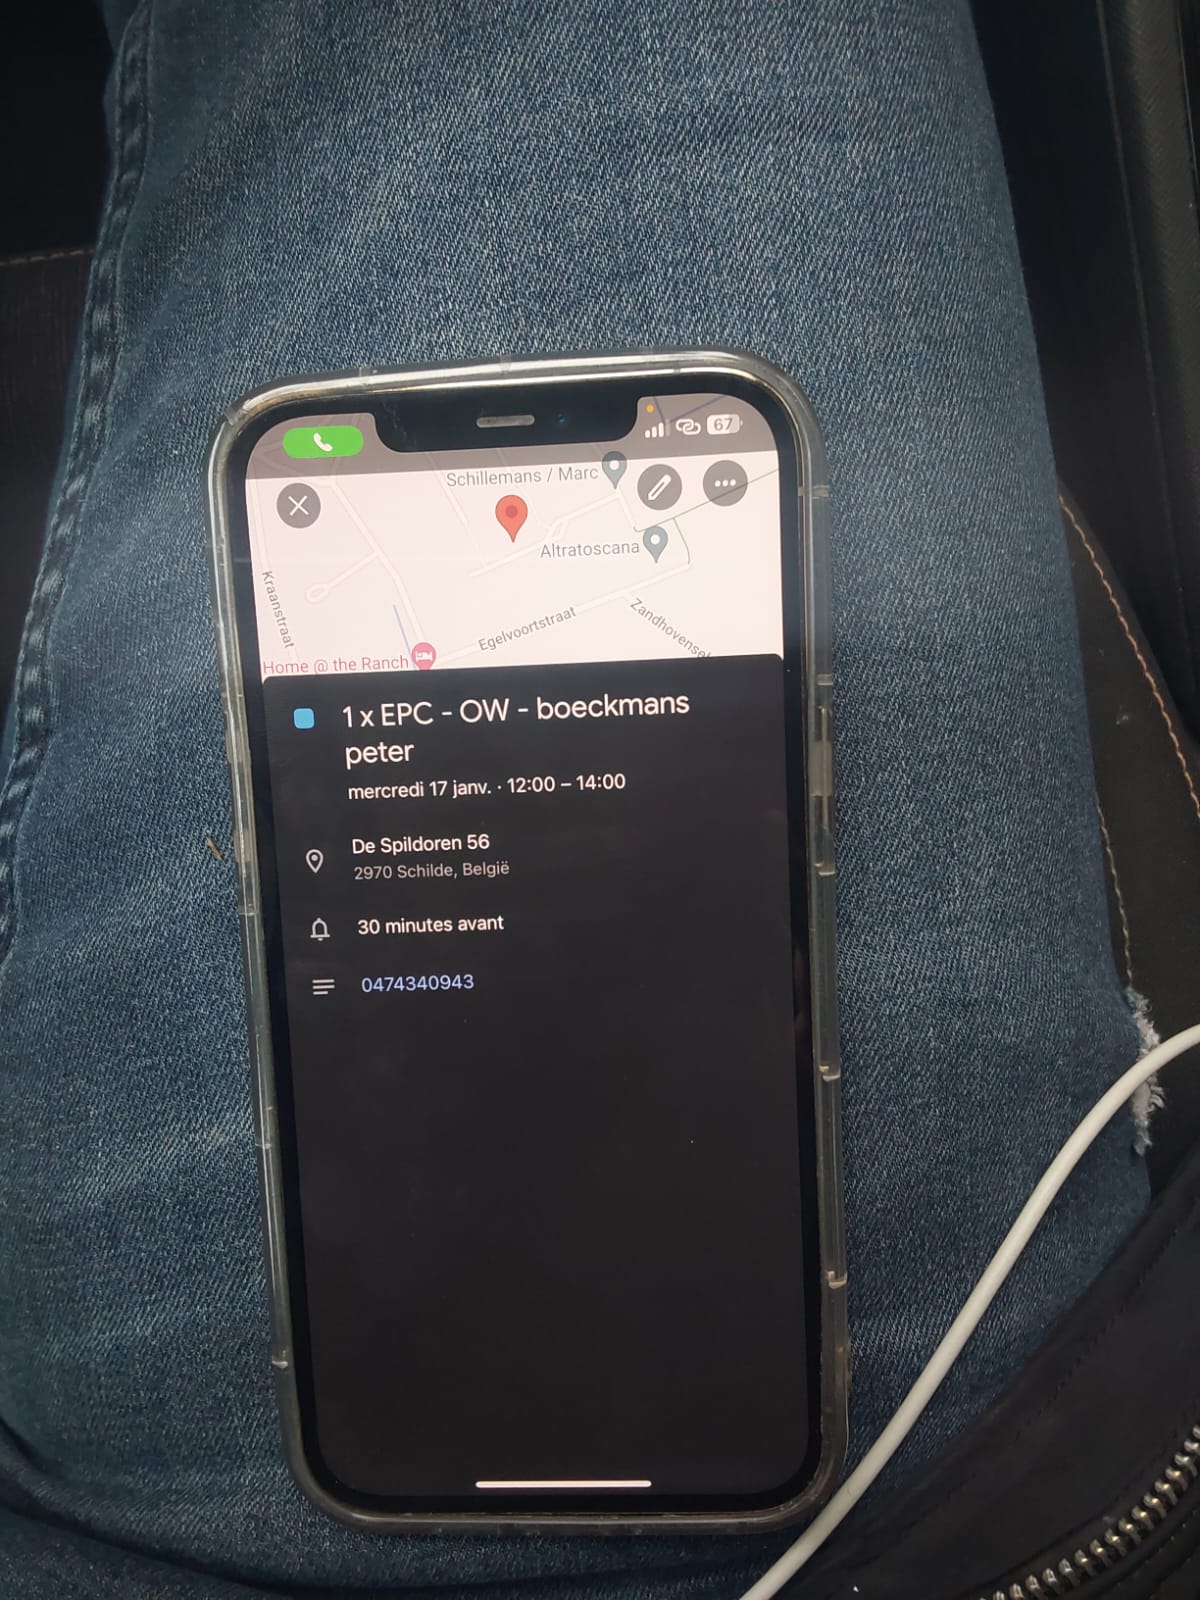 67
Schillemans / Marc
Altratoscana
Kraanstraat
Egelvoortstraat
Zandhovense
Home @ the Ranch
1 x EPC - OW - boeckmans
peter
mercredi 17 janv. · 12:00 – 14:00
De Spildoren 56
2970 Schilde, België
30 minutes avant
0474340943